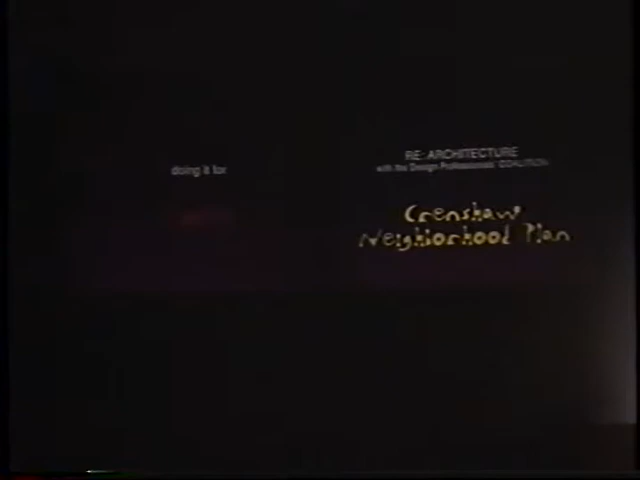 doing it for
RE: ARCHITECTURE
with the Design Professionals' COALITION
Crenshaw
Neighborhood Plan